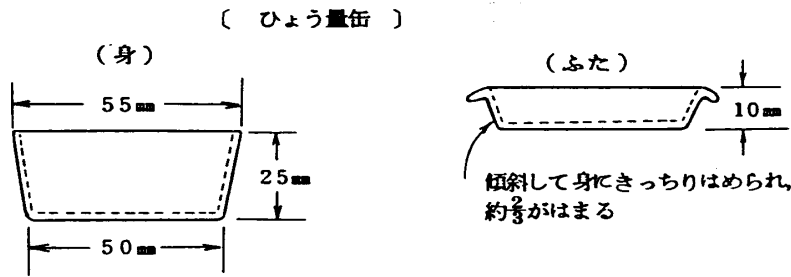 〔 ひょう量缶 〕
(身)
55mm
25mm
50mm
(ふた)
10mm
傾斜して身にきっちりはめられ,
約2/3がはまる